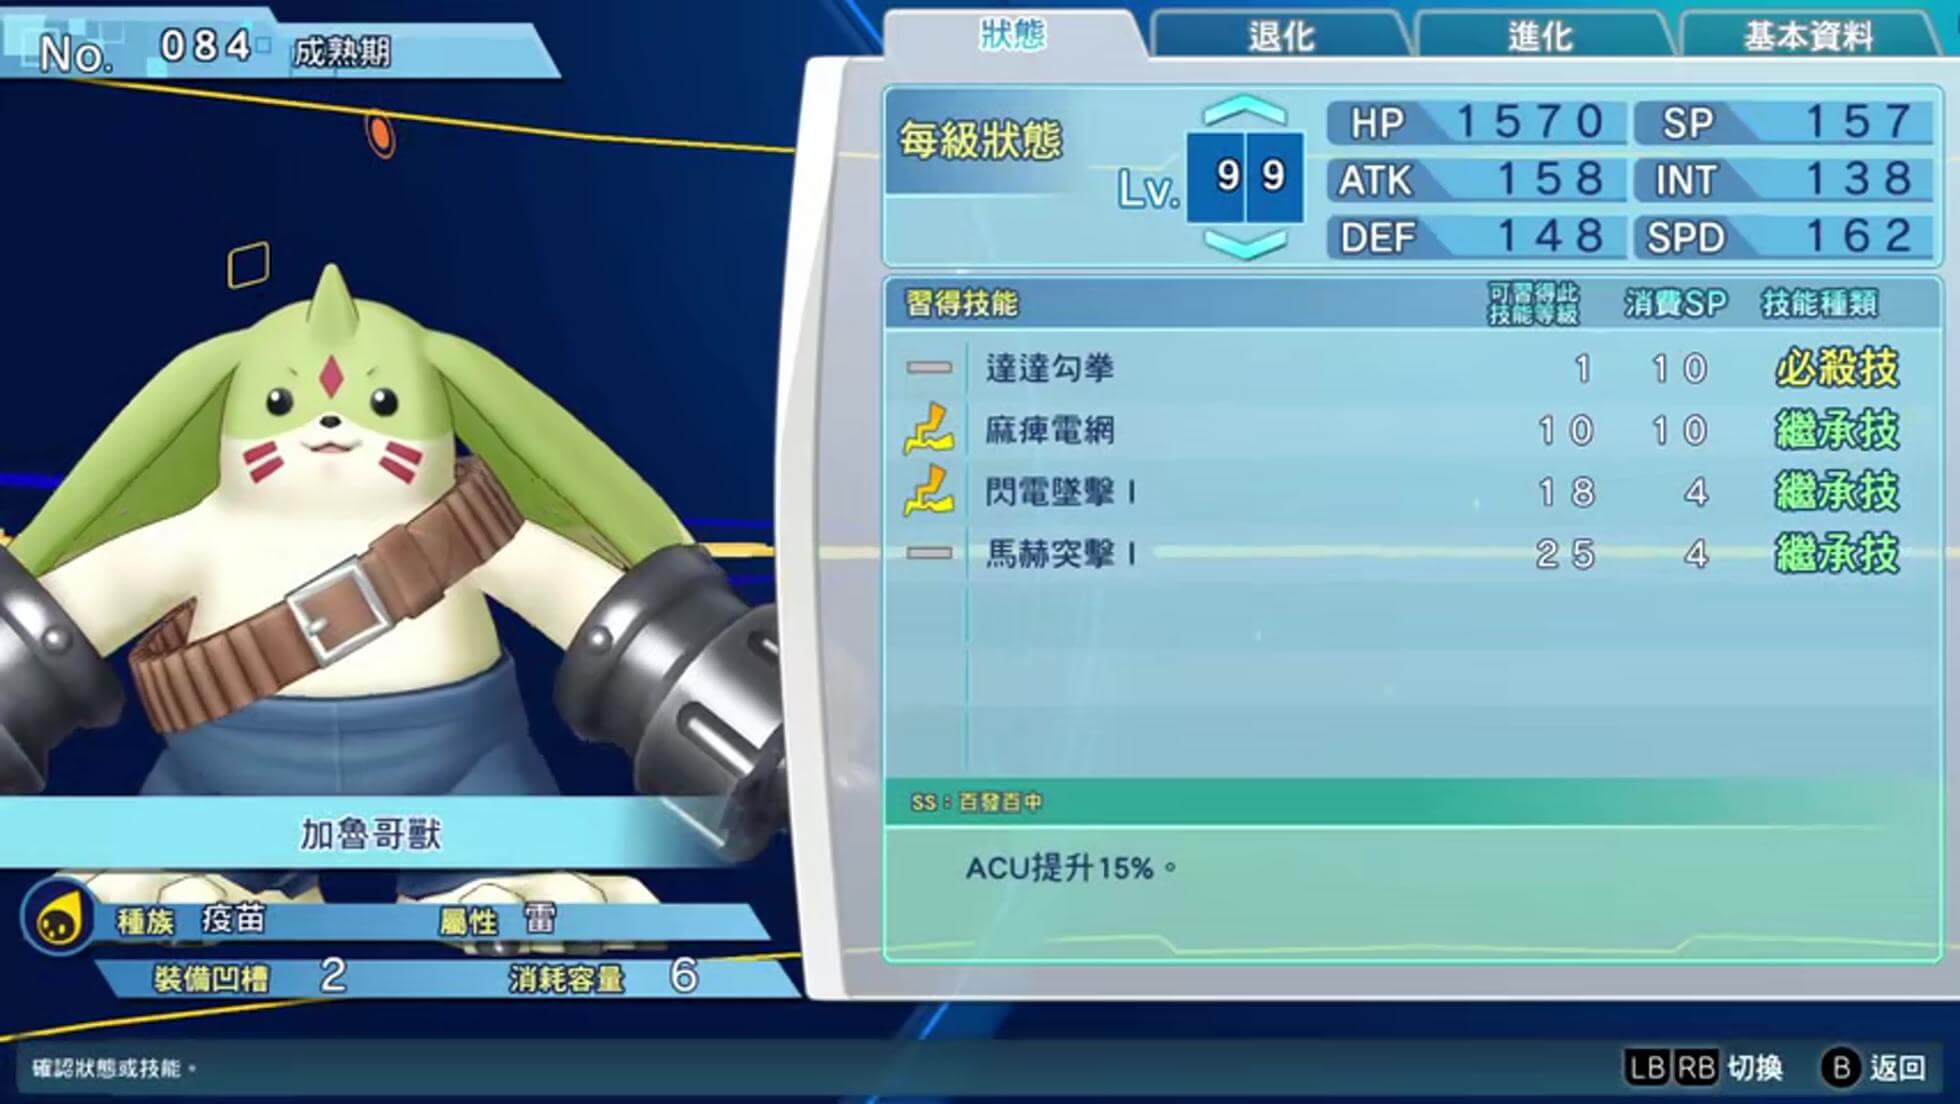 No. 084 成熟期
狀態 退化 進化 基本資料
每級狀態
Lv. 99
HP 1570 SP 157
ATK 158 INT 138
DEF 148 SPD 162
習得技能 可習得此技能等級 消費SP 技能種類
達達勾拳 1 10 必殺技
麻痺電網 10 10 繼承技
閃電墜擊 I 18 4 繼承技
馬赫突擊 I 25 4 繼承技
SS：百發百中
ACU提升15%。
加魯哥獸
種族 疫苗 屬性 雷
裝備凹槽 2 消耗容量 6
確認狀態或技能。
LB RB 切換 B 返回